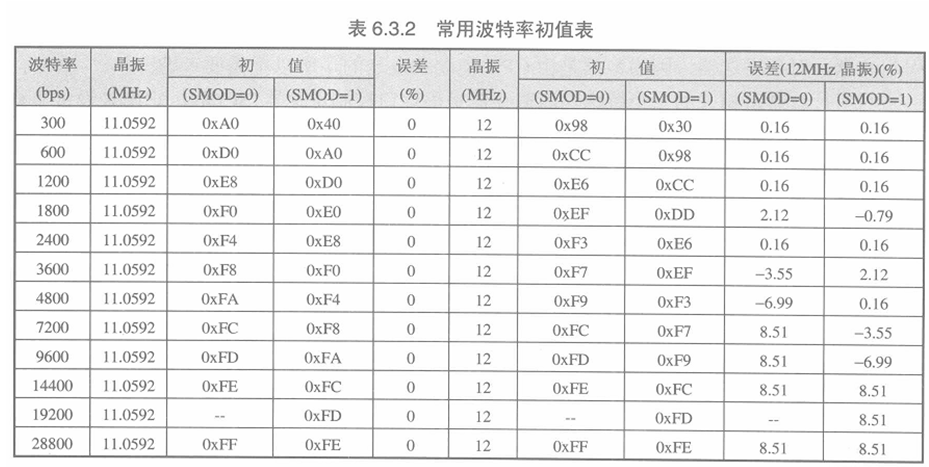 表 6.3.2 常用波特率初值表
波特率 晶振 初 值 误差 晶振 初 值 误差(12MHz 晶振)(%)
(bps) (MHz) (SMOD=0) (SMOD=1) (%) (MHz) (SMOD=0) (SMOD=1) (SMOD=0) (SMOD=1)
300 11.0592 0xA0 0x40 0 12 0x98 0x30 0.16 0.16
600 11.0592 0xD0 0xA0 0 12 0xCC 0x98 0.16 0.16
1200 11.0592 0xE8 0xD0 0 12 0xE6 0xCC 0.16 0.16
1800 11.0592 0xF0 0xE0 0 12 0xEF 0xDD 2.12 −0.79
2400 11.0592 0xF4 0xE8 0 12 0xF3 0xE6 0.16 0.16
3600 11.0592 0xF8 0xF0 0 12 0xF7 0xEF −3.55 2.12
4800 11.0592 0xFA 0xF4 0 12 0xF9 0xF3 −6.99 0.16
7200 11.0592 0xFC 0xF8 0 12 0xFC 0xF7 8.51 −3.55
9600 11.0592 0xFD 0xFA 0 12 0xFD 0xF9 8.51 −6.99
14400 11.0592 0xFE 0xFC 0 12 0xFE 0xFC 8.51 8.51
19200 11.0592 -- 0xFD 0 12 -- 0xFD -- 8.51
28800 11.0592 0xFF 0xFE 0 12 0xFF 0xFE 8.51 8.51